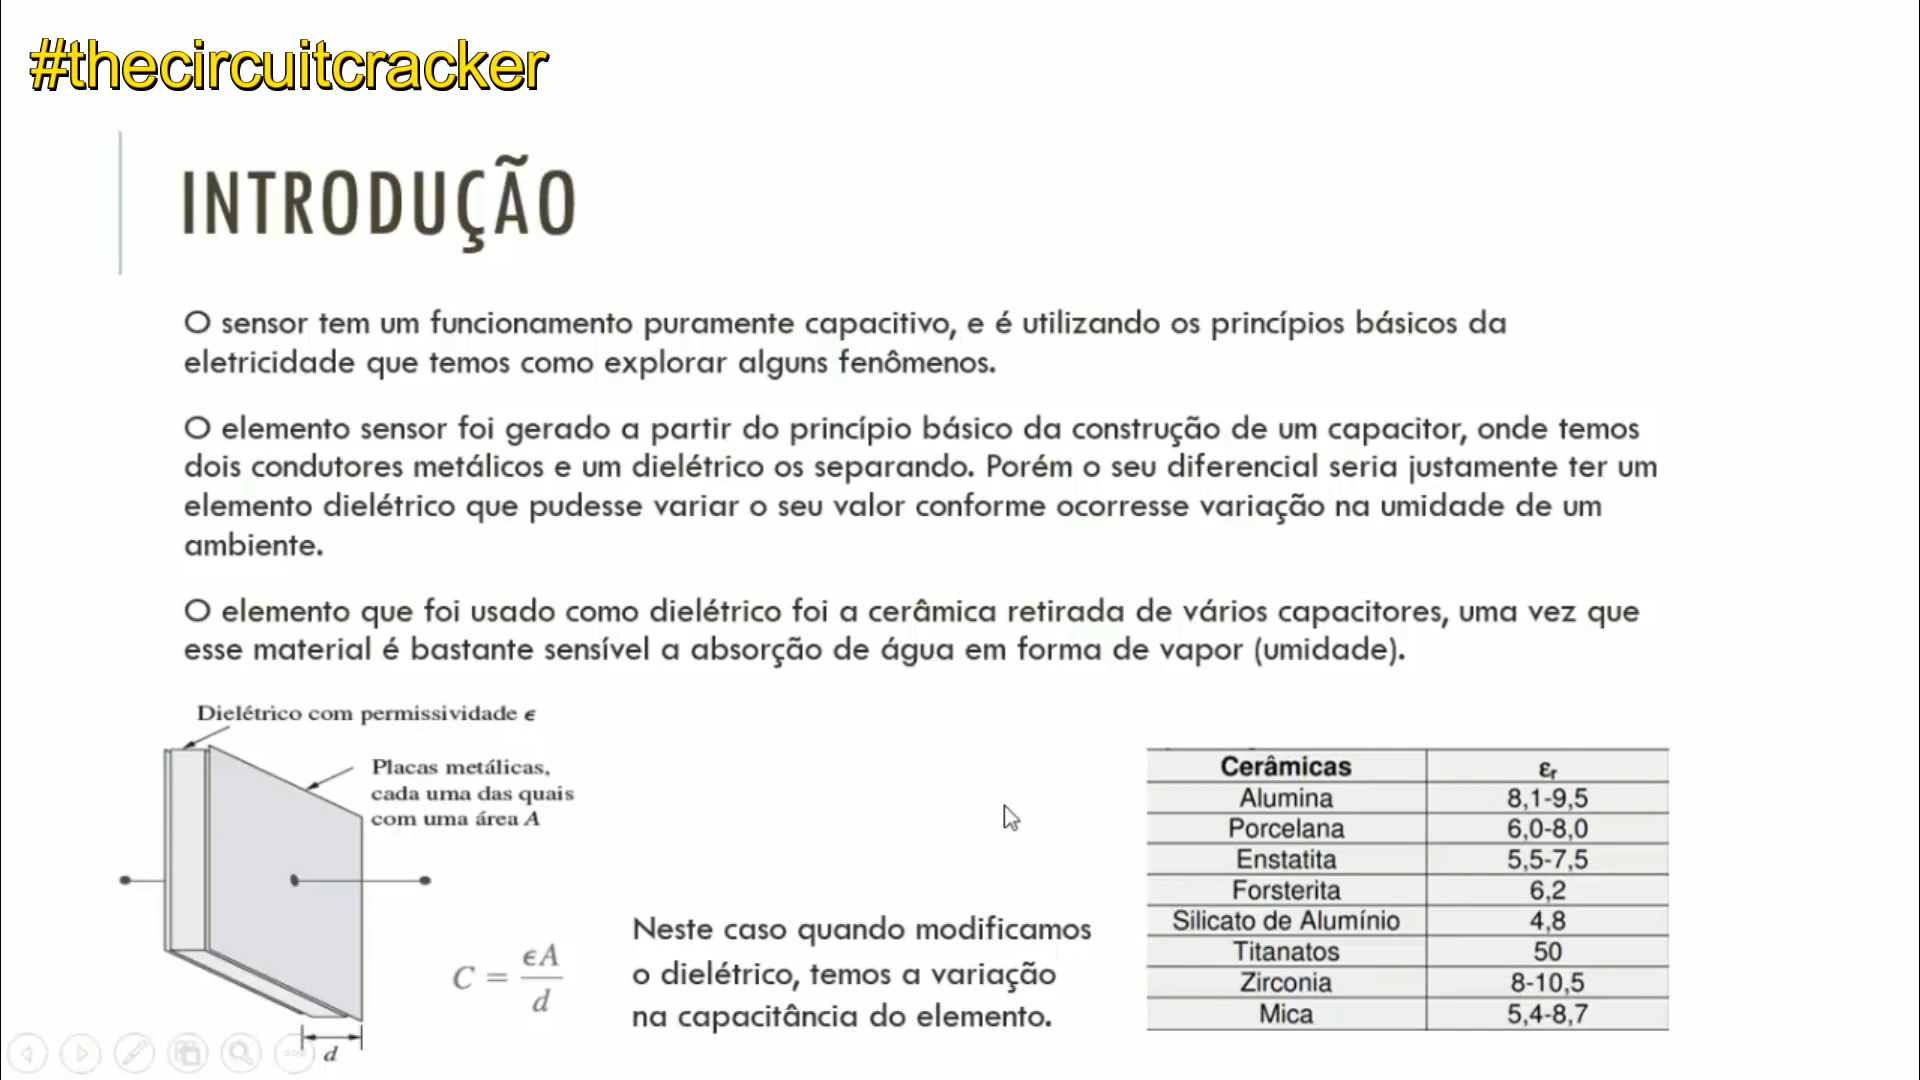 #thecircuitcracker
INTRODUÇÃO
O sensor tem um funcionamento puramente capacitivo, e é utilizando os princípios básicos da
eletricidade que temos como explorar alguns fenômenos.
O elemento sensor foi gerado a partir do princípio básico da construção de um capacitor, onde temos
dois condutores metálicos e um dielétrico os separando. Porém o seu diferencial seria justamente ter um
elemento dielétrico que pudesse variar o seu valor conforme ocorresse variação na umidade de um
ambiente.
O elemento que foi usado como dielétrico foi a cerâmica retirada de vários capacitores, uma vez que
esse material é bastante sensível a absorção de água em forma de vapor (umidade).
Dielétrico com permissividade ϵ
Placas metálicas,
cada uma das quais
com uma área A
d
C = ϵA / d
Neste caso quando modificamos
o dielétrico, temos a variação
na capacitância do elemento.
Cerâmicas εr
Alumina 8,1-9,5
Porcelana 6,0-8,0
Enstatita 5,5-7,5
Forsterita 6,2
Silicato de Alumínio 4,8
Titanatos 50
Zirconia 8-10,5
Mica 5,4-8,7